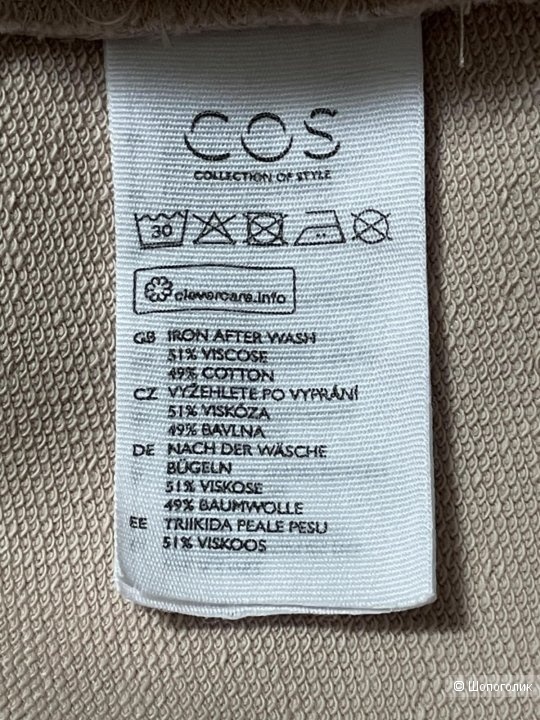 COS
COLLECTION OF STYLE
30
clevercare.info
GB IRON AFTER WASH
51% VISCOSE
49% COTTON
CZ VYŽEHLETE PO VYPRÁNÍ
51% VISKÓZA
49% BAVLNA
DE NACH DER WÄSCHE
BÜGELN
51% VISKOSE
49% BAUMWOLLE
EE TRIIKIDA PEALE PESU
51% VISKOOS
© Шопоголик